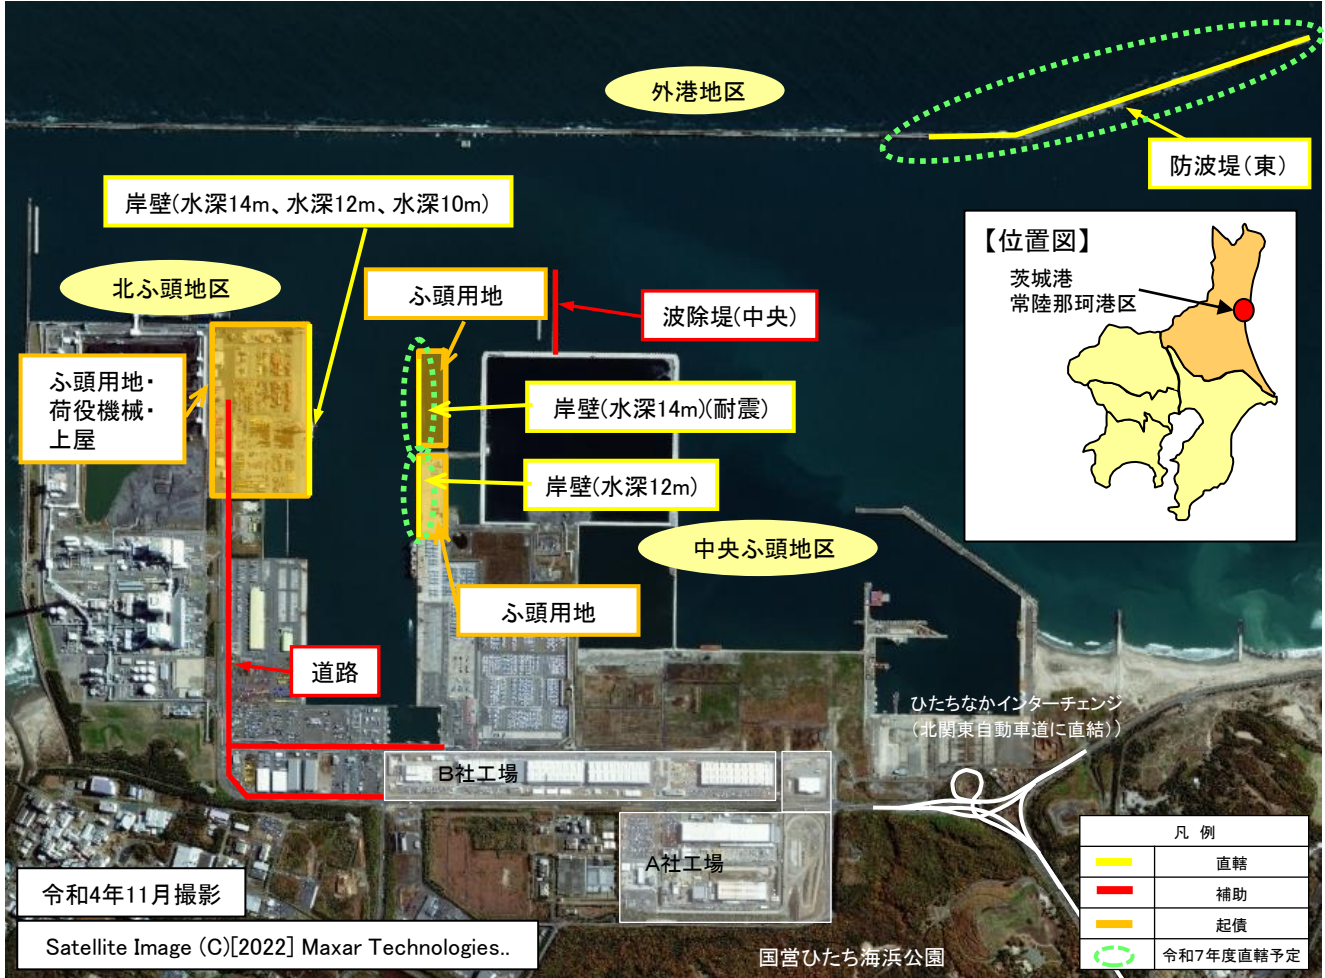 外港地区
防波堤(東)
岸壁(水深14m、水深12m、水深10m)
【位置図】
茨城港
常陸那珂港区
北ふ頭地区
ふ頭用地
波除堤(中央)
ふ頭用地・
荷役機械・
上屋
岸壁(水深14m)(耐震)
岸壁(水深12m)
中央ふ頭地区
ふ頭用地
道路
ひたちなかインターチェンジ
(北関東自動車道に直結))
B社工場
A社工場
凡 例
直轄
補助
起債
令和7年度直轄予定
令和4年11月撮影
Satellite Image (C)[2022] Maxar Technologies..
国営ひたち海浜公園